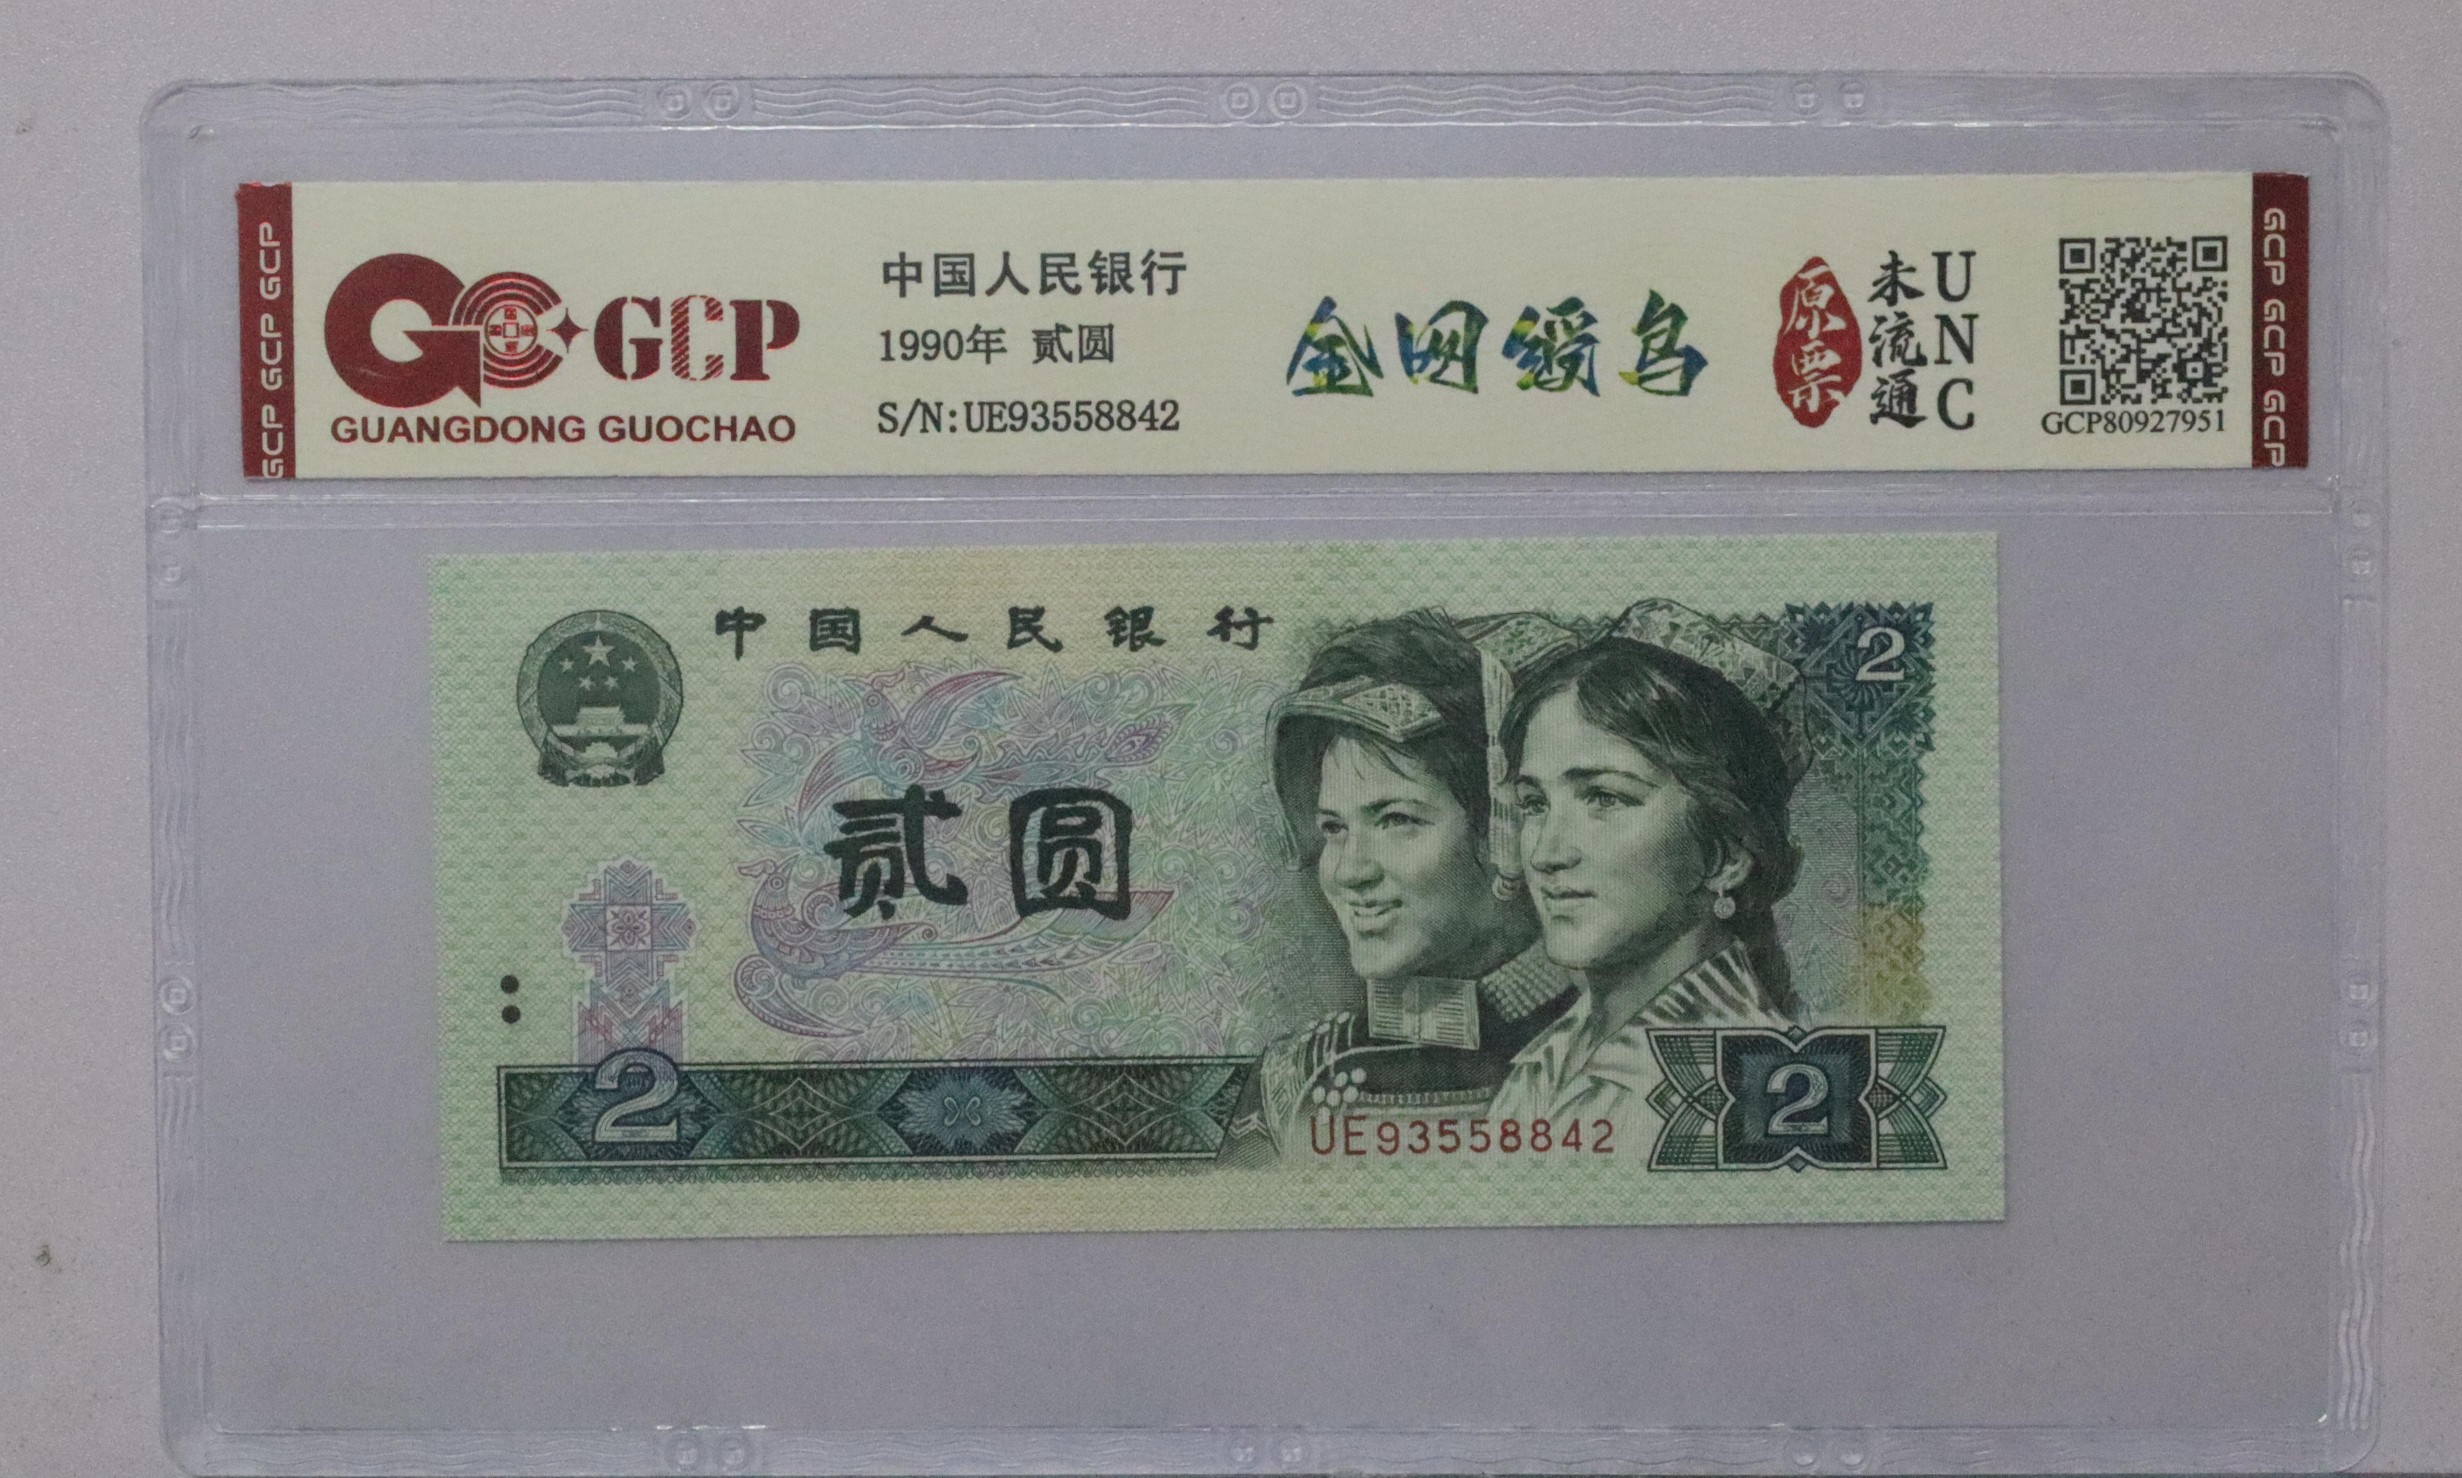 GCP GCP GCP
GCP
GUANGDONG GUOCHAO
中国人民银行
1990年 贰圆
S/N:UE93558842
金网绶鸟
原票
未流通
UNC
GCP80927951
GCP GCP GCP
中国人民银行
2
贰圆
2
UE93558842
2